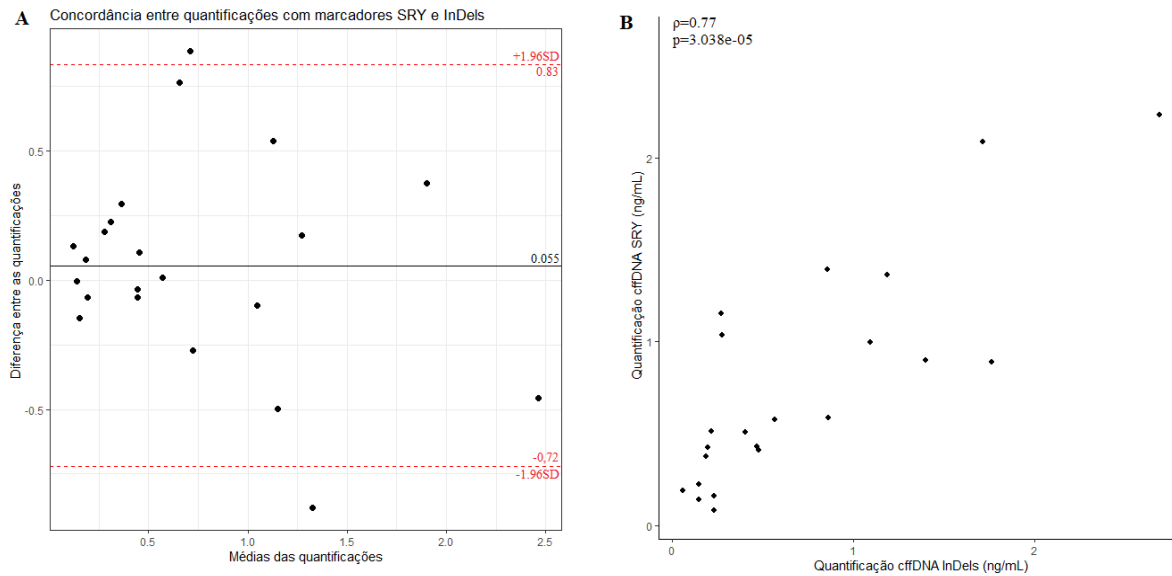 A
Concordância entre quantificações com marcadores SRY e InDels
+1.96SD
0.83
0.055
-0,72
-1.96SD
0.5
0.0
-0.5
Diferença entre as quantificações
0.5
1.0
1.5
2.0
2.5
Médias das quantificações
B
ρ=0.77
p=3.038e-05
2
1
0
Quantificação cffDNA SRY (ng/mL)
0
1
2
Quantificação cffDNA InDels (ng/mL)